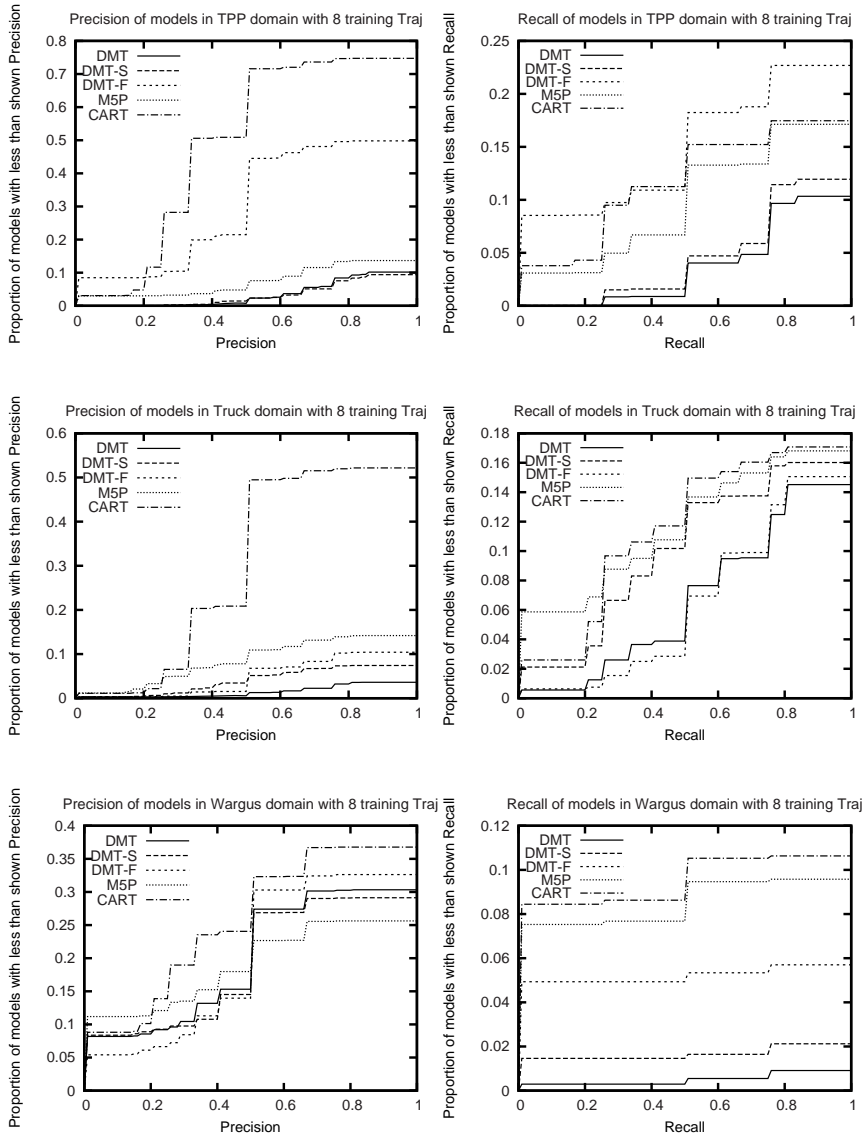 Precision of models in TPP domain with 8 training Traj
Proportion of models with less than shown Precision
0.8
0.7
0.6
0.5
0.4
0.3
0.2
0.1
0
DMT
DMT-S
DMT-F
M5P
CART
0 0.2 0.4 0.6 0.8 1
Precision
Recall of models in TPP domain with 8 training Traj
Proportion of models with less than shown Recall
0.25
0.2
0.15
0.1
0.05
0
DMT
DMT-S
DMT-F
M5P
CART
0 0.2 0.4 0.6 0.8 1
Recall
Precision of models in Truck domain with 8 training Traj
Proportion of models with less than shown Precision
0.6
0.5
0.4
0.3
0.2
0.1
0
DMT
DMT-S
DMT-F
M5P
CART
0 0.2 0.4 0.6 0.8 1
Precision
Recall of models in Truck domain with 8 training Traj
Proportion of models with less than shown Recall
0.18
0.16
0.14
0.12
0.1
0.08
0.06
0.04
0.02
0
DMT
DMT-S
DMT-F
M5P
CART
0 0.2 0.4 0.6 0.8 1
Recall
Precision of models in Wargus domain with 8 training Traj
Proportion of models with less than shown Precision
0.4
0.35
0.3
0.25
0.2
0.15
0.1
0.05
0
DMT
DMT-S
DMT-F
M5P
CART
0 0.2 0.4 0.6 0.8 1
Precision
Recall of models in Wargus domain with 8 training Traj
Proportion of models with less than shown Recall
0.12
0.1
0.08
0.06
0.04
0.02
0
DMT
DMT-S
DMT-F
M5P
CART
0 0.2 0.4 0.6 0.8 1
Recall